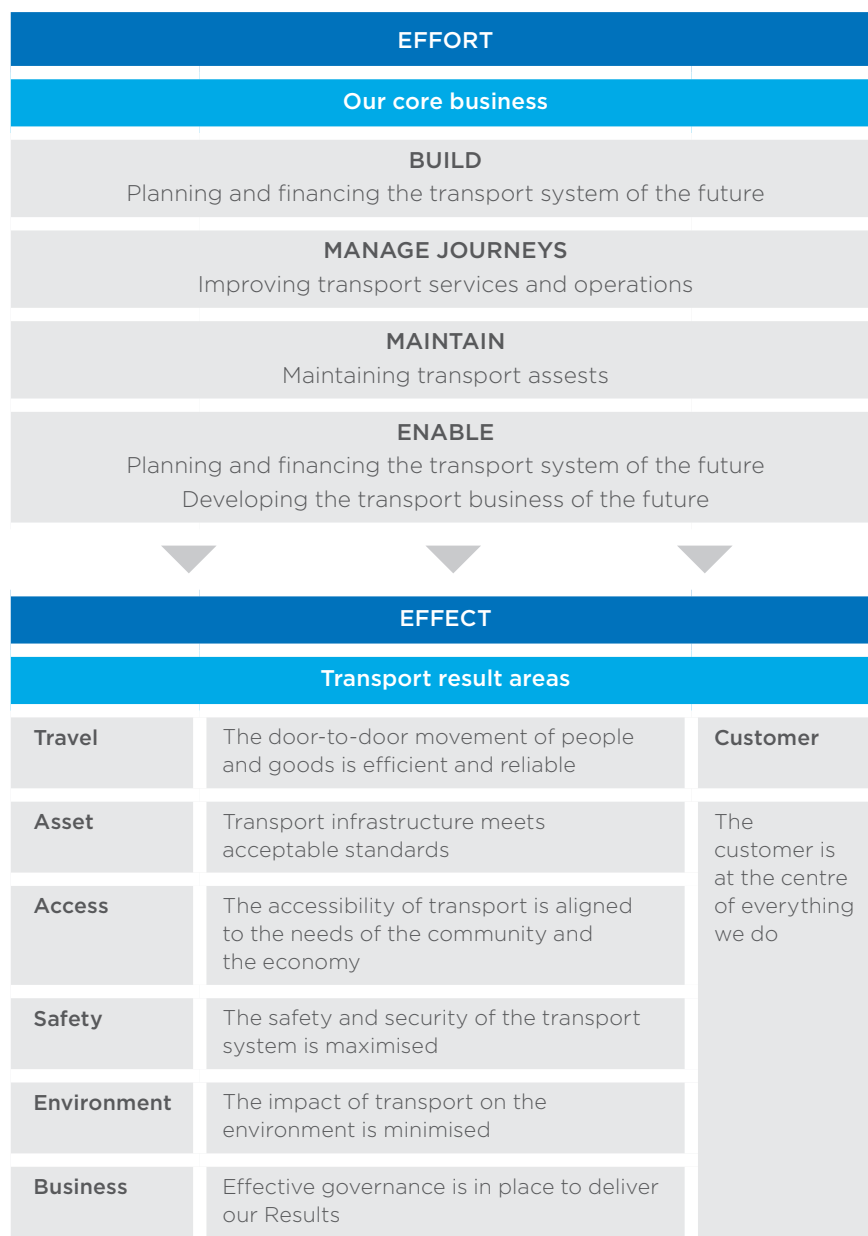 EFFORT
Our core business
BUILD
Planning and financing the transport system of the future
MANAGE JOURNEYS
Improving transport services and operations
MAINTAIN
Maintaining transport assests
ENABLE
Planning and financing the transport system of the future
Developing the transport business of the future
EFFECT
Transport result areas
Travel
The door-to-door movement of people
and goods is efficient and reliable
Customer
Asset
Transport infrastructure meets
acceptable standards
The
customer is
at the centre
of everything
we do
Access
The accessibility of transport is aligned
to the needs of the community and
the economy
Safety
The safety and security of the transport
system is maximised
Environment
The impact of transport on the
environment is minimised
Business
Effective governance is in place to deliver
our Results